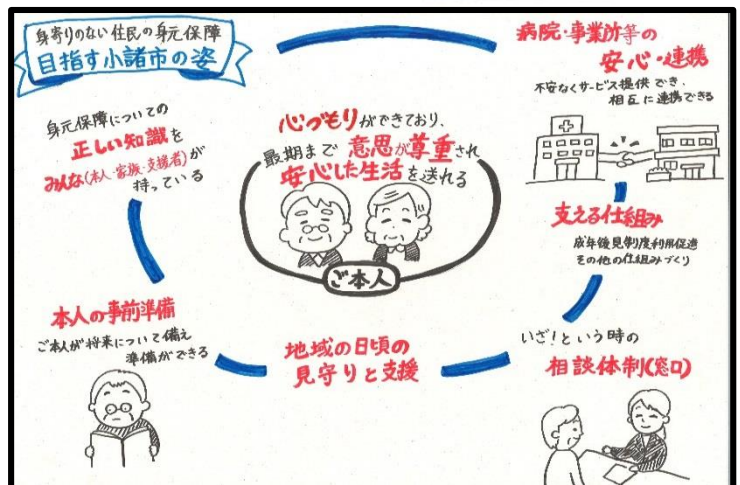 身寄りのない住民の身元保障
目指す小諸市の姿
病院・事業所等の
安心・連携
不安なくサービス提供でき、
相互に連携できる
身元保障についての
正しい知識を
みんな(本人・家族・支援者)が
持っている
心づもりができており、
最期まで意思が尊重され
安心した生活を送れる
ご本人
支える仕組み
成年後見制度利用促進
その他の仕組みづくり
本人の事前準備
ご本人が将来について備え
準備ができる
地域の日頃の
見守りと支援
いざ!という時の
相談体制(窓口)